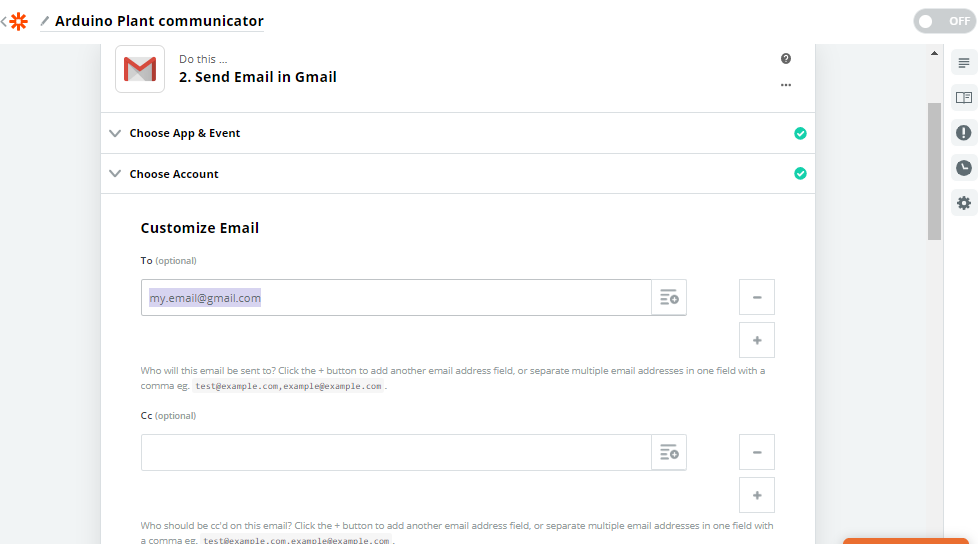 Arduino Plant communicator
OFF
Do this ...
2. Send Email in Gmail
Choose App & Event
Choose Account
Customize Email
To (optional)
my.email@gmail.com
Who will this email be sent to? Click the + button to add another email address field, or separate multiple email addresses in one field with a
comma eg. test@example.com,example@example.com .
Cc (optional)
Who should be cc'd on this email? Click the + button to add another email address field, or separate multiple email addresses in one field with
a comma eg. test@example.com,example@example.com .